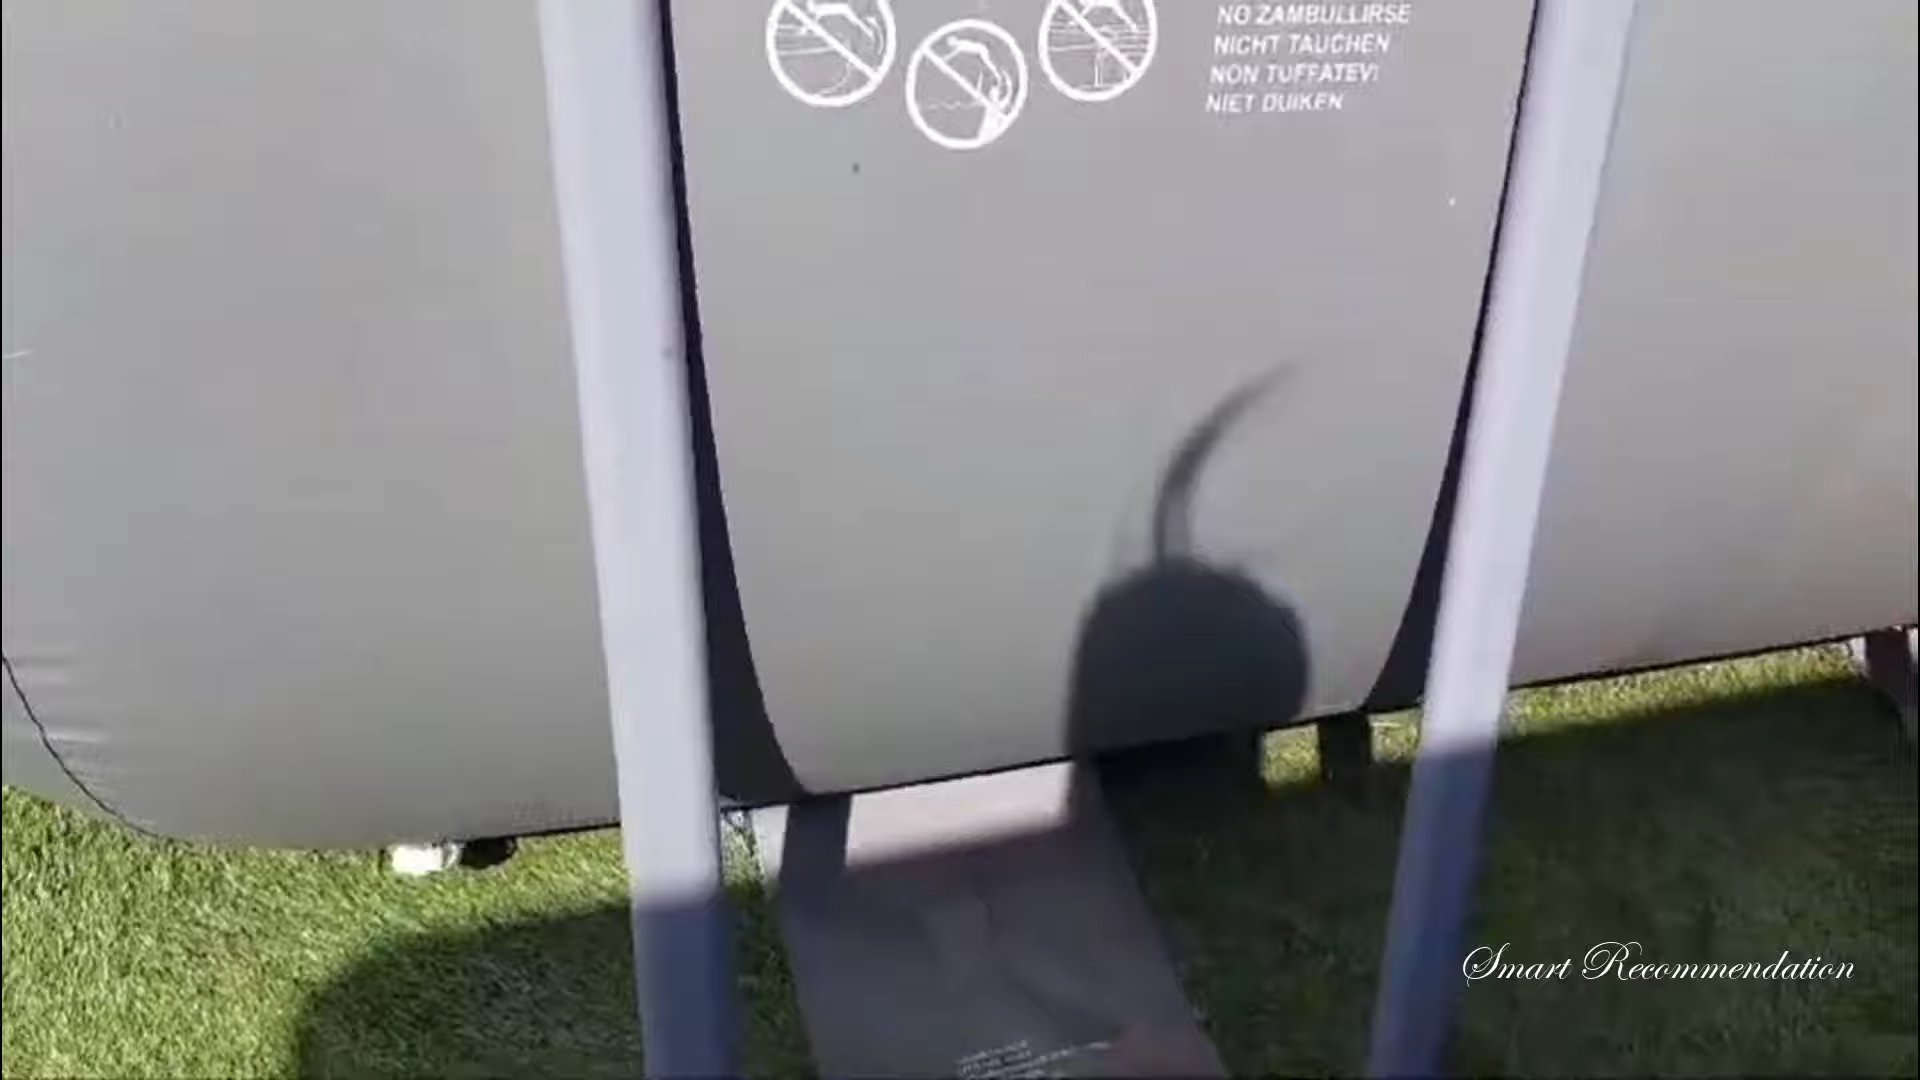 NO ZAMBULLIRSE
NICHT TAUCHEN
NON TUFFATEVI
NIET DUIKEN
Smart Recommendation